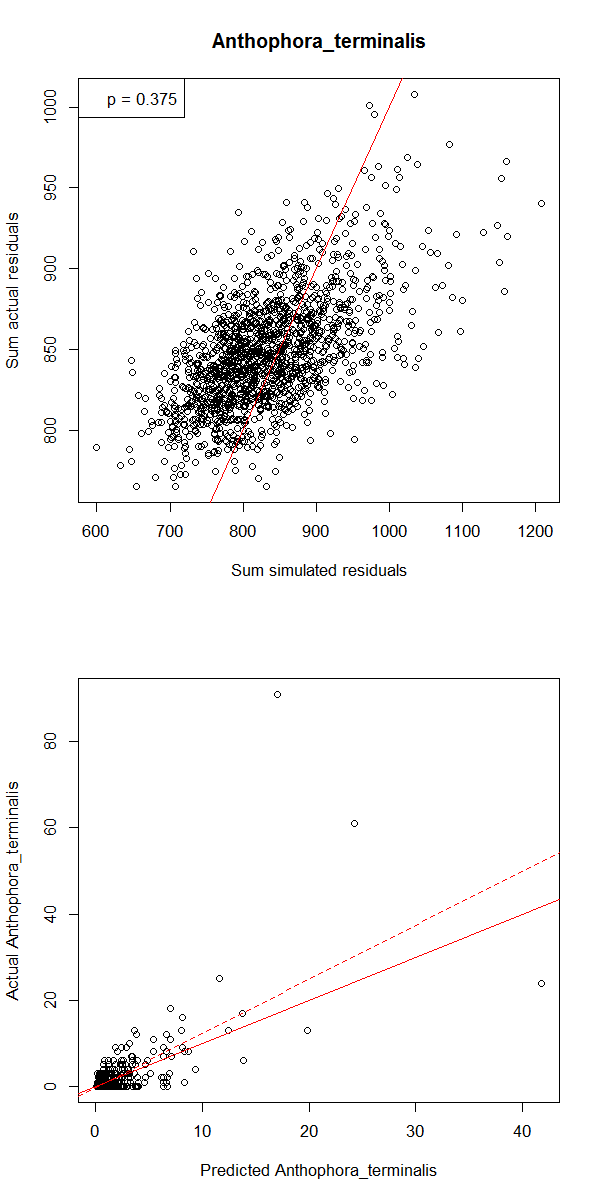 Anthophora_terminalis
p = 0.375
Sum actual residuals
1000
950
900
850
800
600 700 800 900 1000 1100 1200
Sum simulated residuals
Actual Anthophora_terminalis
80
60
40
20
0
0 10 20 30 40
Predicted Anthophora_terminalis